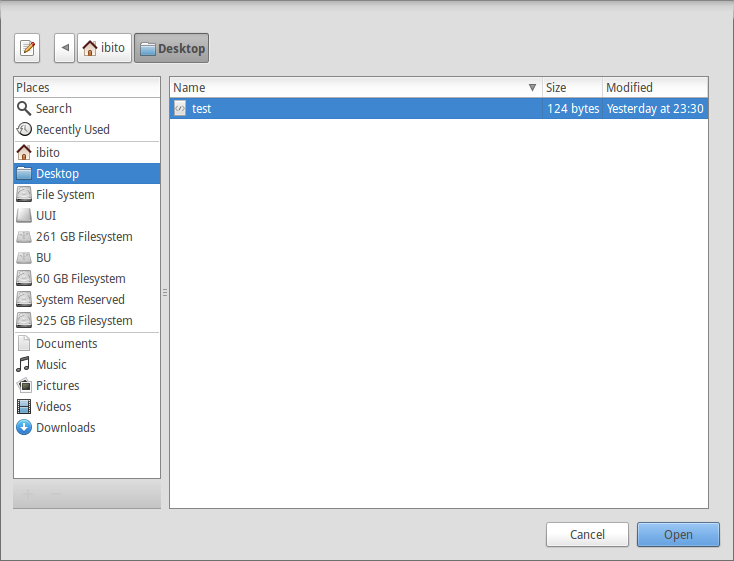 ibito Desktop
Places
Search
Recently Used
ibito
Desktop
File System
UUI
261 GB Filesystem
BU
60 GB Filesystem
System Reserved
925 GB Filesystem
Documents
Music
Pictures
Videos
Downloads
Name Size Modified
test 124 bytes Yesterday at 23:30
Cancel Open